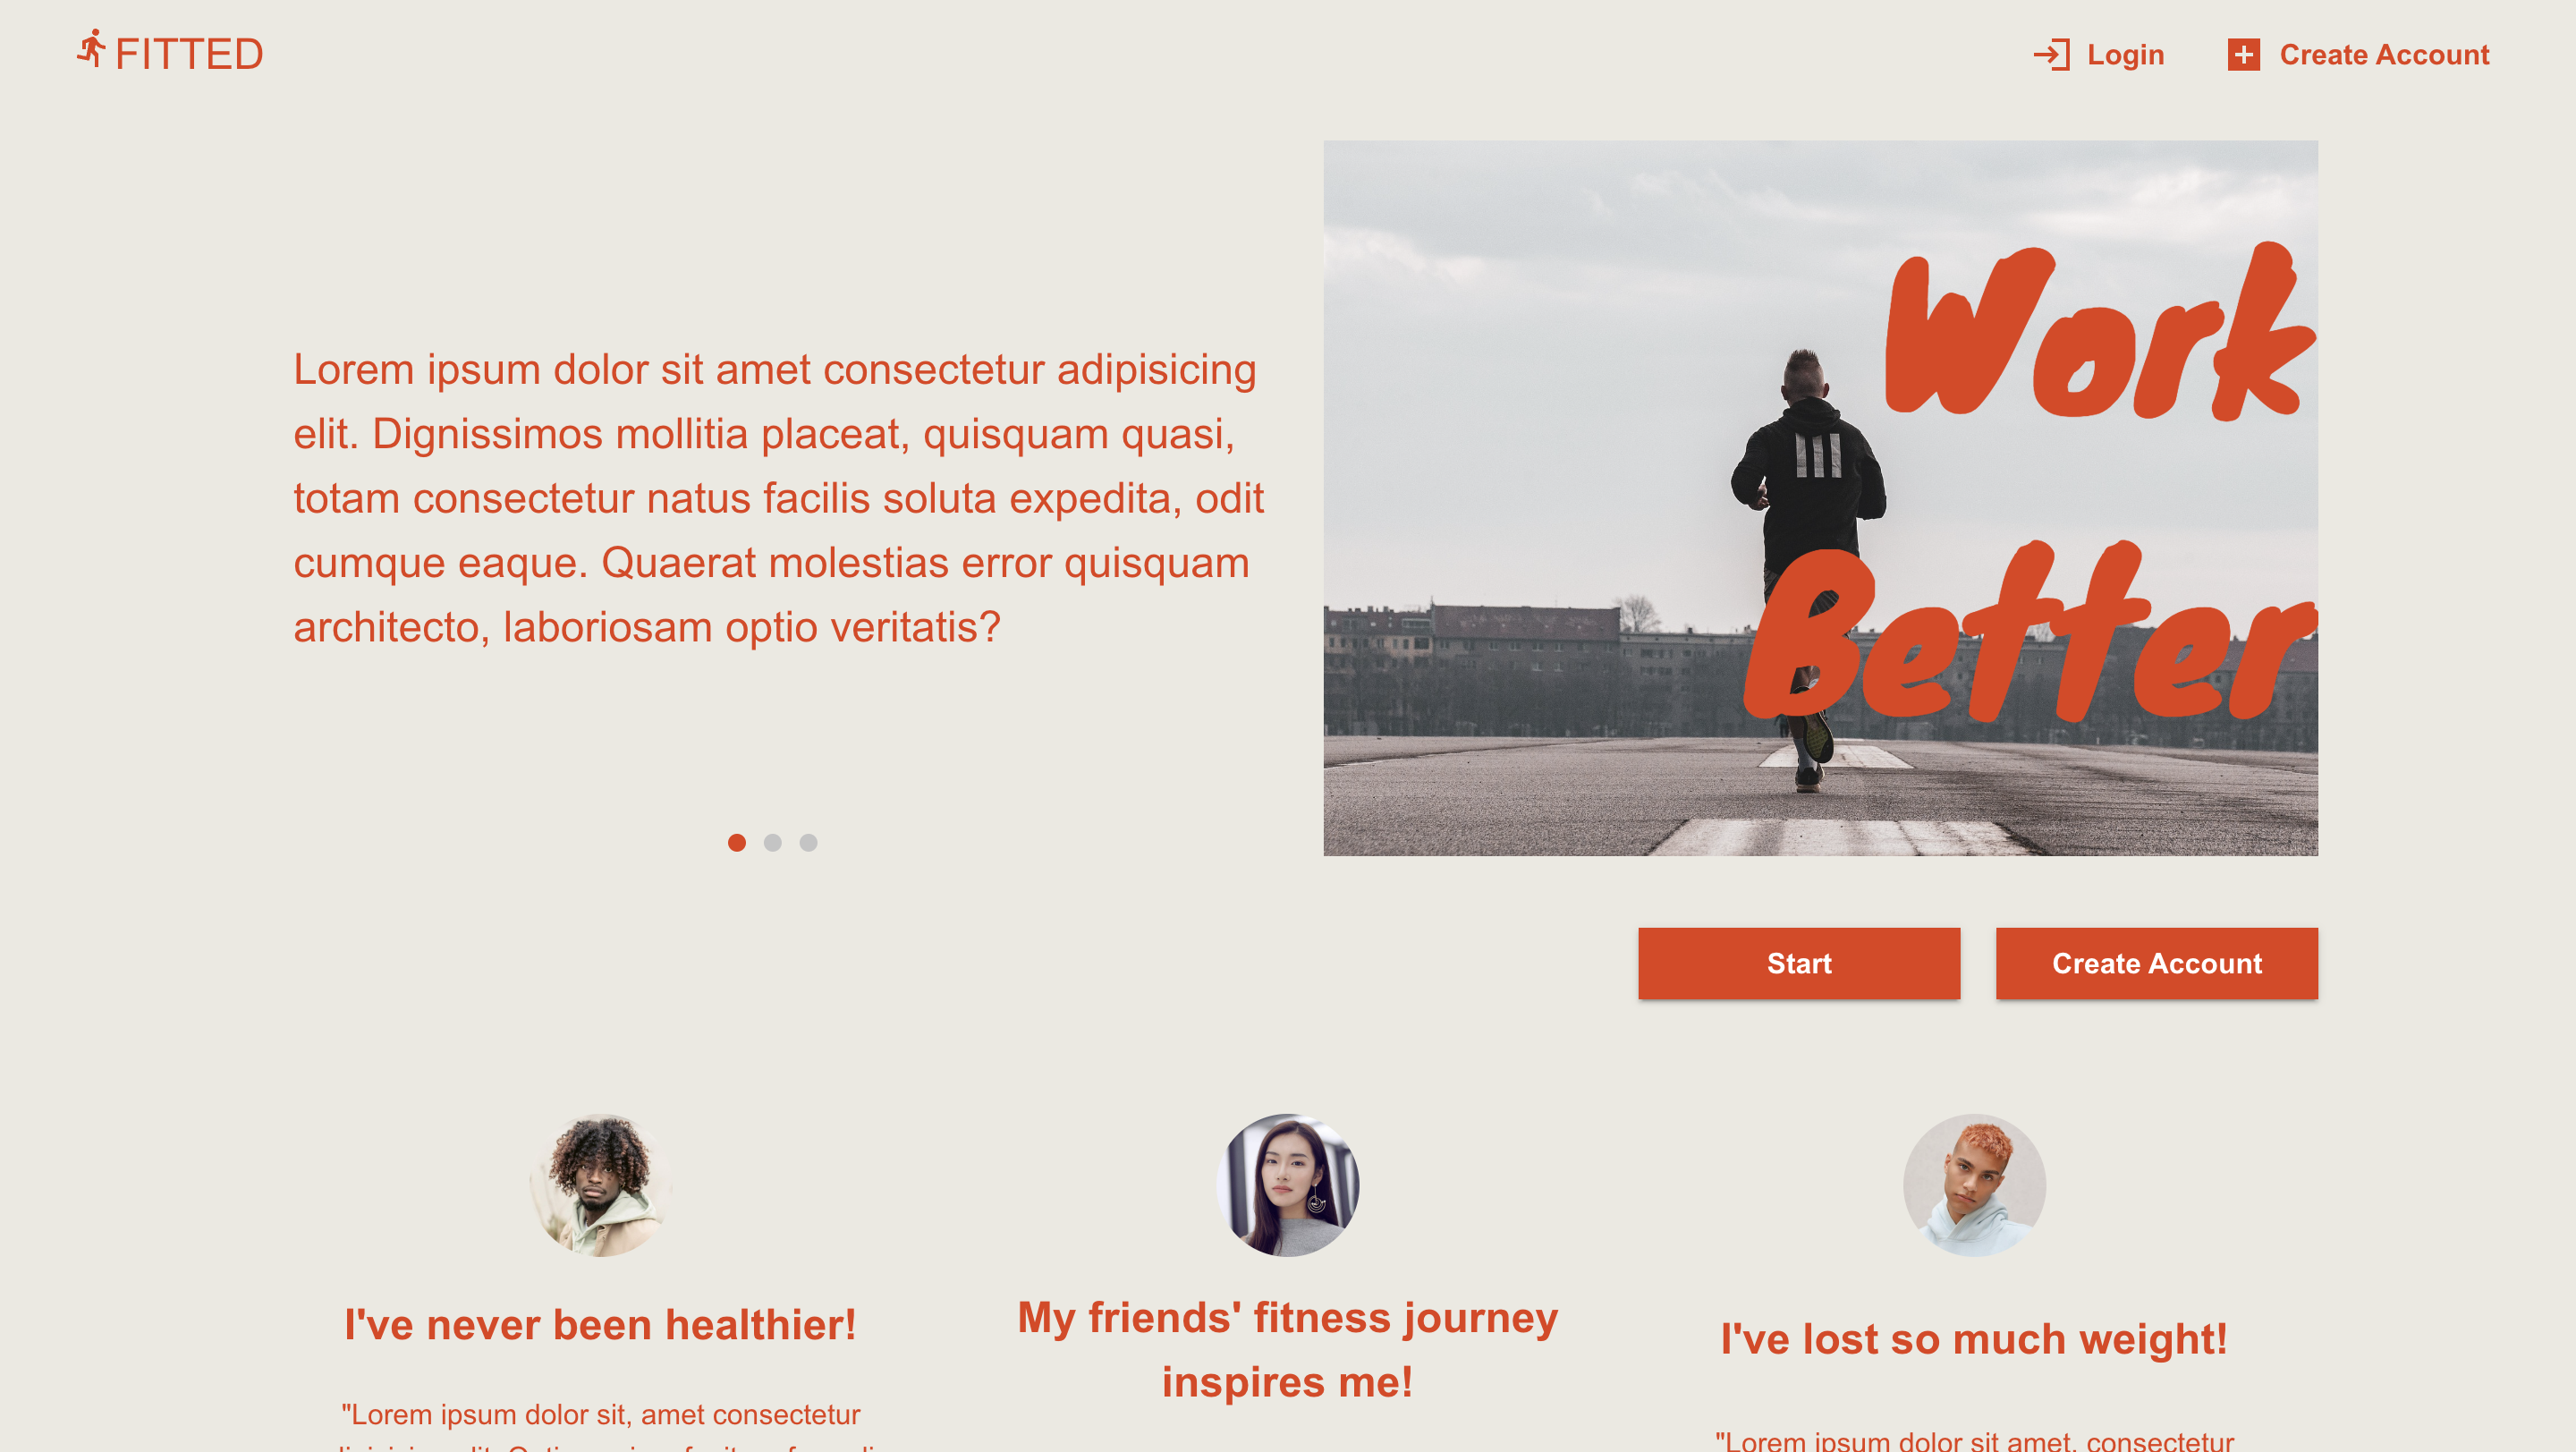 FITTED
Login
Create Account
Lorem ipsum dolor sit amet consectetur adipisicing
elit. Dignissimos mollitia placeat, quisquam quasi,
totam consectetur natus facilis soluta expedita, odit
cumque eaque. Quaerat molestias error quisquam
architecto, laboriosam optio veritatis?
Work
Better
Start
Create Account
I've never been healthier!
"Lorem ipsum dolor sit, amet consectetur
My friends' fitness journey
inspires me!
I've lost so much weight!
"Lorem ipsum dolor sit amet, consectetur